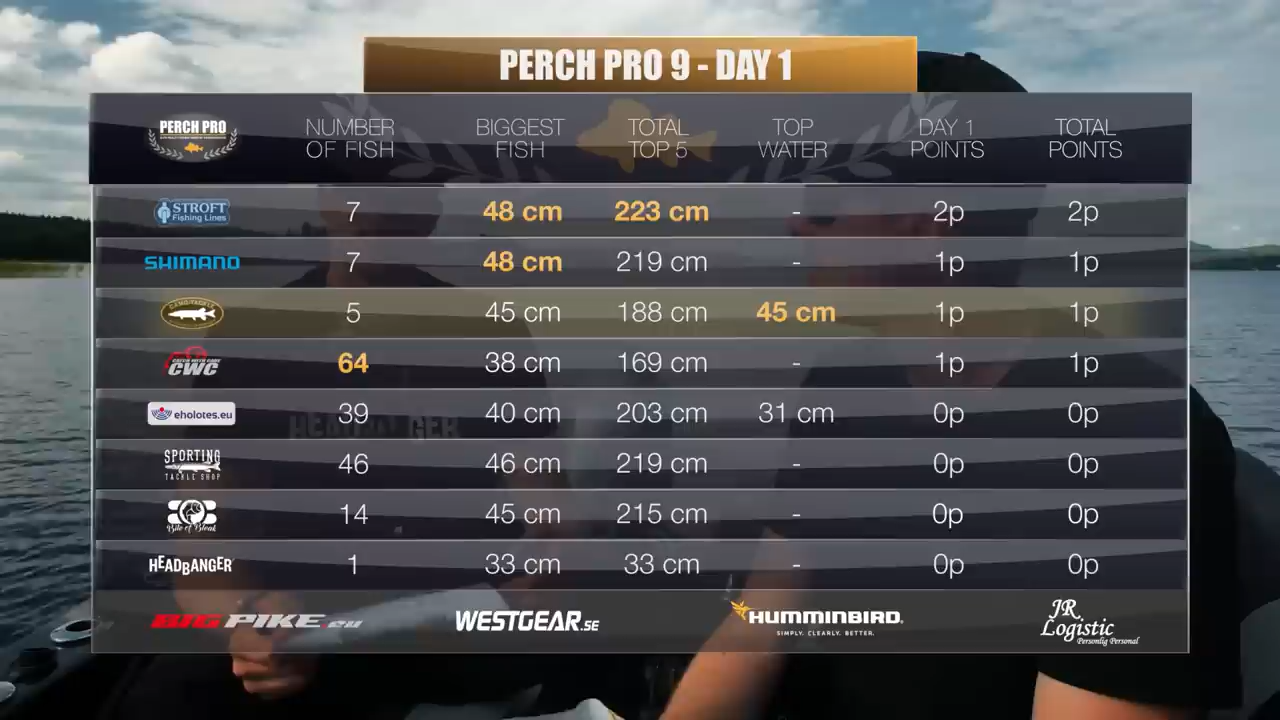 PERCH PRO 9 - DAY 1
PERCH PRO
NUMBER OF FISH
BIGGEST FISH
TOTAL TOP 5
TOP WATER
DAY 1 POINTS
TOTAL POINTS
STROFT Fishing Lines 7 48 cm 223 cm - 2p 2p
SHIMANO 7 48 cm 219 cm - 1p 1p
5 45 cm 188 cm 45 cm 1p 1p
CWC 64 38 cm 169 cm - 1p 1p
eholotes.eu 39 40 cm 203 cm 31 cm 0p 0p
SPORTING TACKLE SHOP 46 46 cm 219 cm - 0p 0p
Bite of Bleak 14 45 cm 215 cm - 0p 0p
HEADBANGER 1 33 cm 33 cm - 0p 0p
BIG PIKE.eu
WESTGEAR.SE
HUMMINBIRD
SIMPLY. CLEARLY. BETTER.
JR
Logistic
Personlig Personal